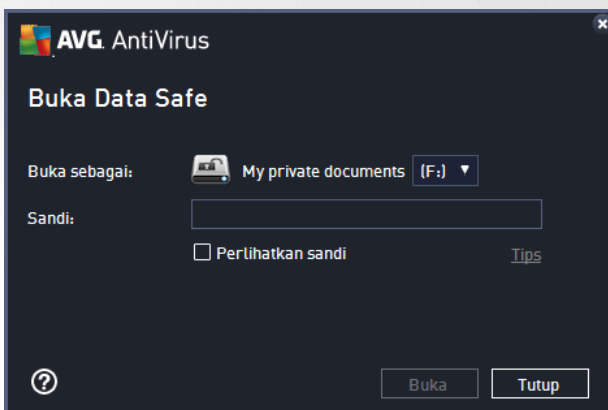 AVG. AntiVirus
Buka Data Safe
Buka sebagai: My private documents (F:)
Sandi:
Perlihatkan sandi Tips
Buka Tutup